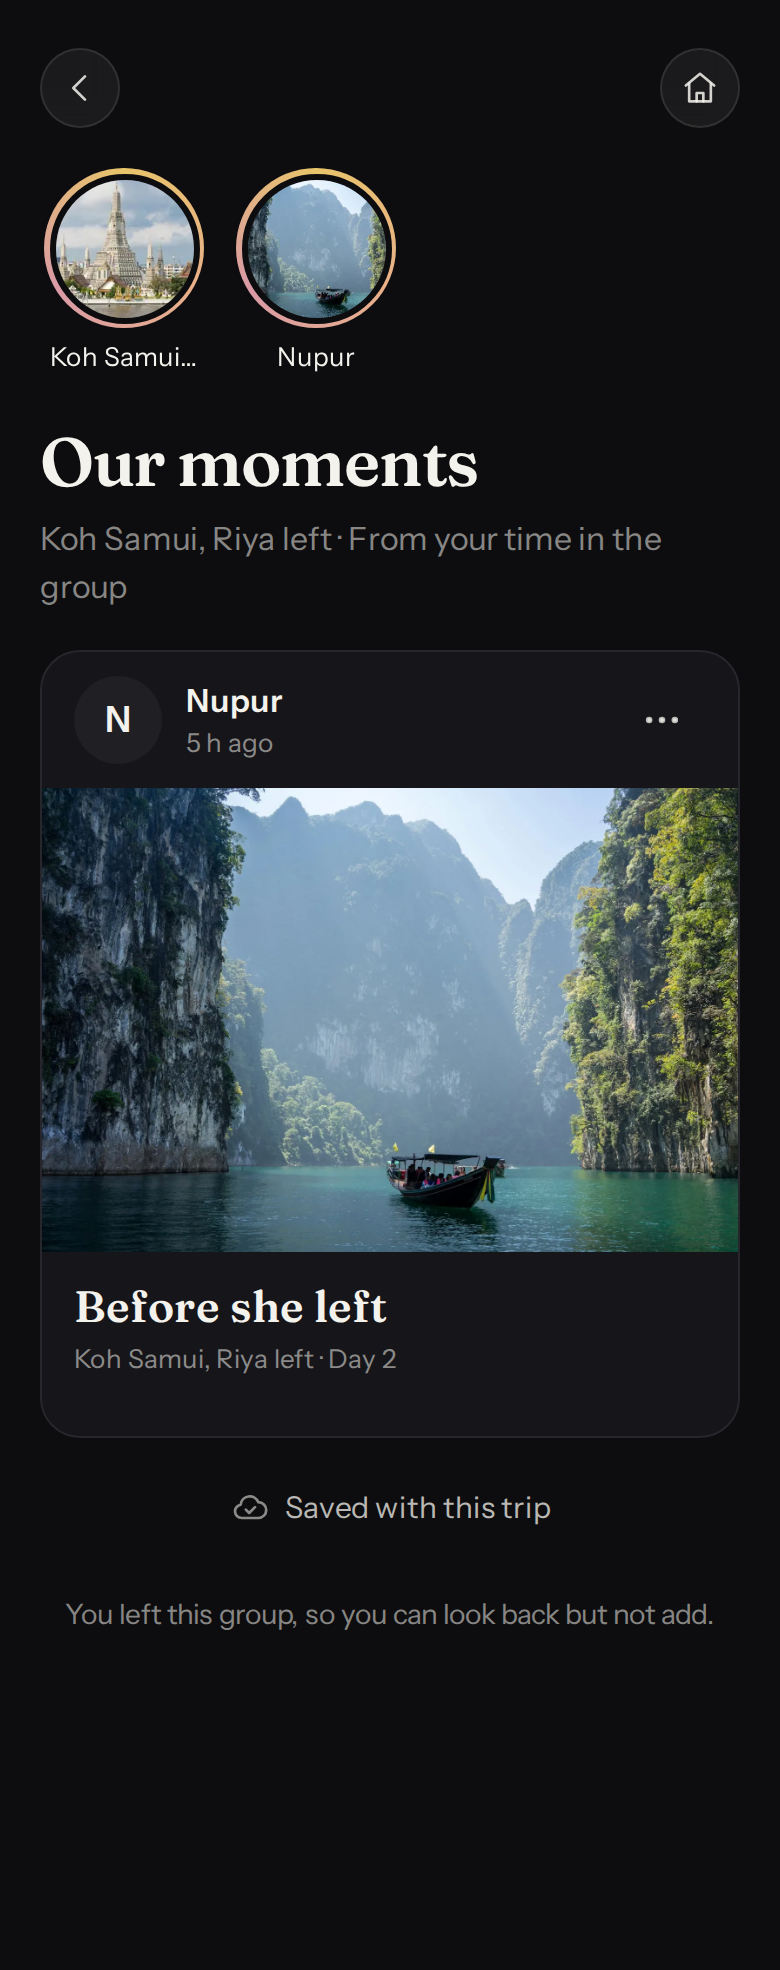 Koh Samui...
Nupur
Our moments
Koh Samui, Riya left · From your time in the
group
N
Nupur
5 h ago
Before she left
Koh Samui, Riya left · Day 2
Saved with this trip
You left this group, so you can look back but not add.